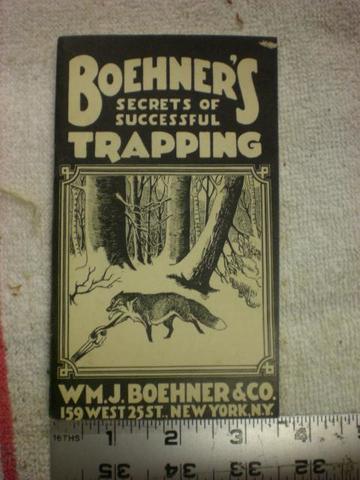 BOEHNER'S
SECRETS OF
SUCCESSFUL
TRAPPING
WM. J. BOEHNER & CO.
159 WEST 25 ST., NEW YORK, N.Y.
16THS 1 2 3 4
35 34 33 32